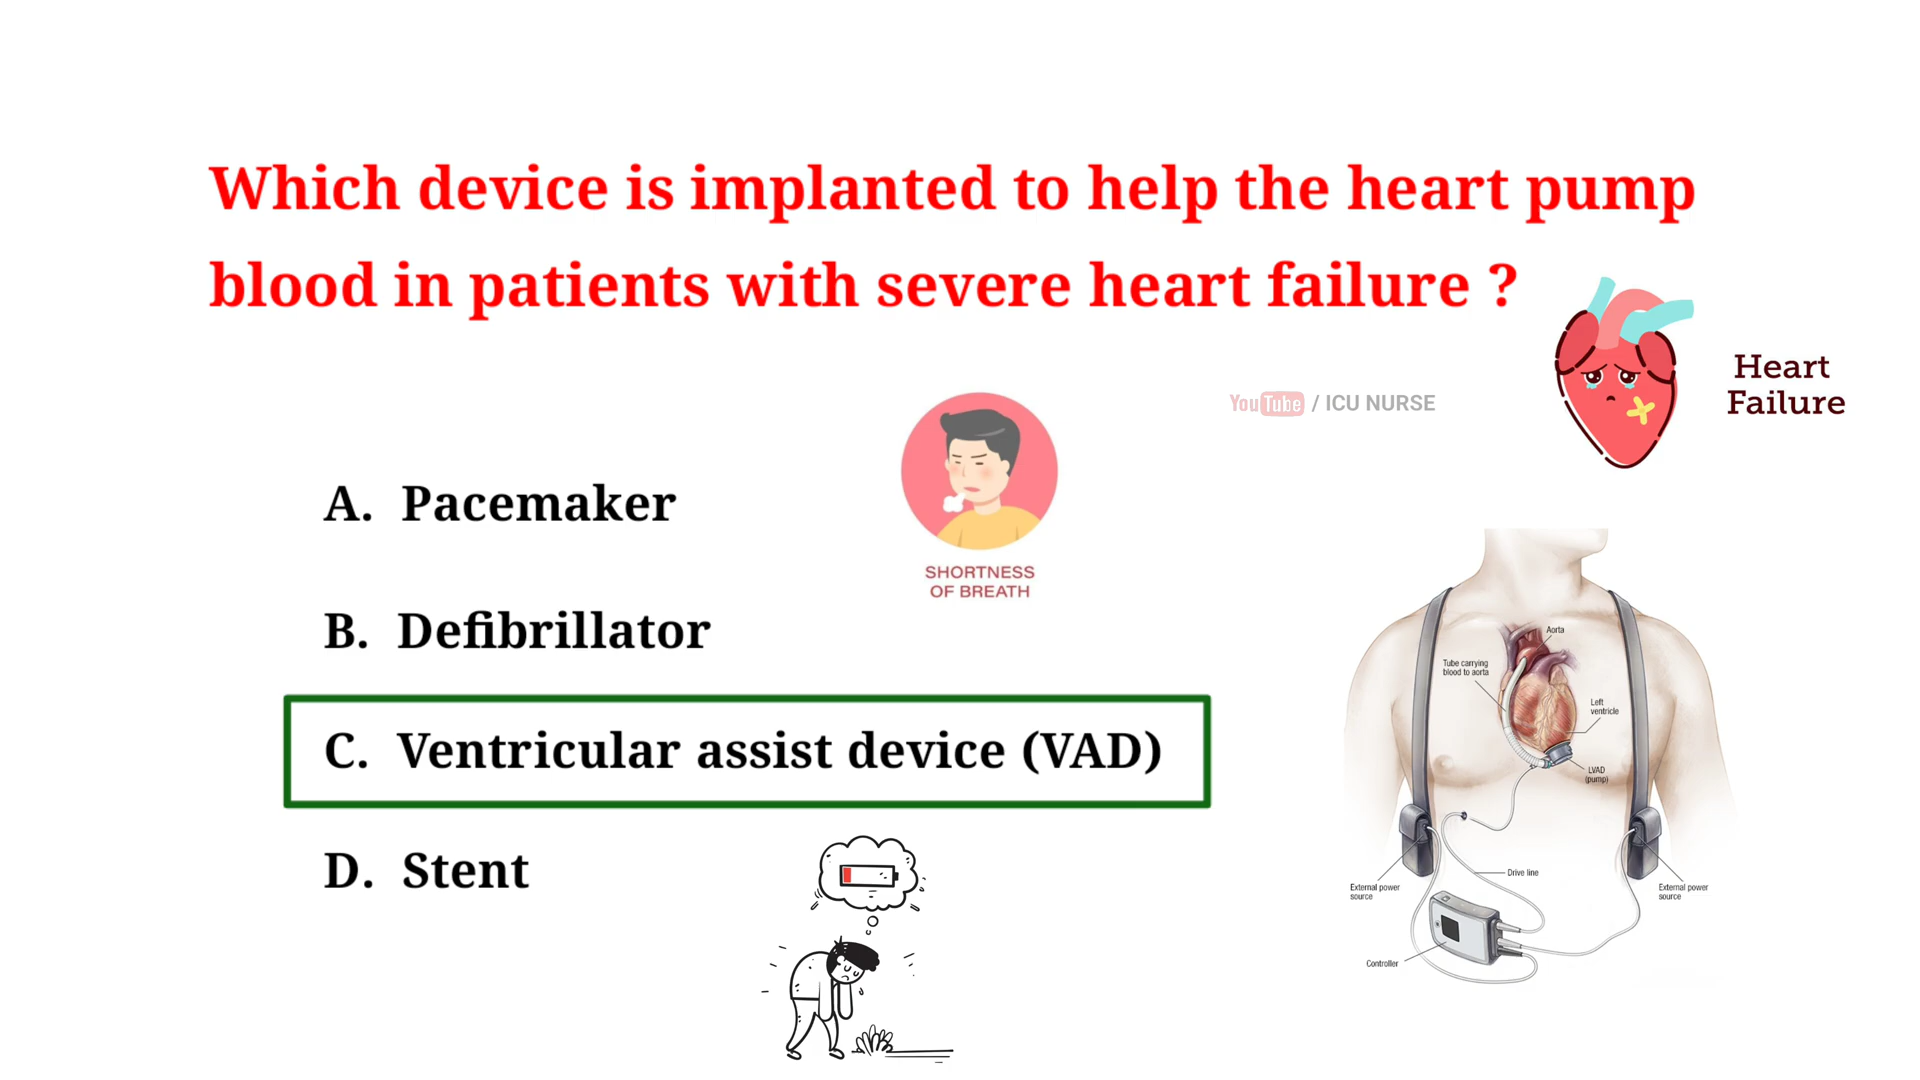 Which device is implanted to help the heart pump
blood in patients with severe heart failure ?
Heart
Failure
YouTube / ICU NURSE
A. Pacemaker
SHORTNESS
OF BREATH
B. Defibrillator
C. Ventricular assist device (VAD)
D. Stent
Aorta
Tube carrying
blood to aorta
Left
ventricle
LVAD
(pump)
Drive line
External power
source
External power
source
Controller